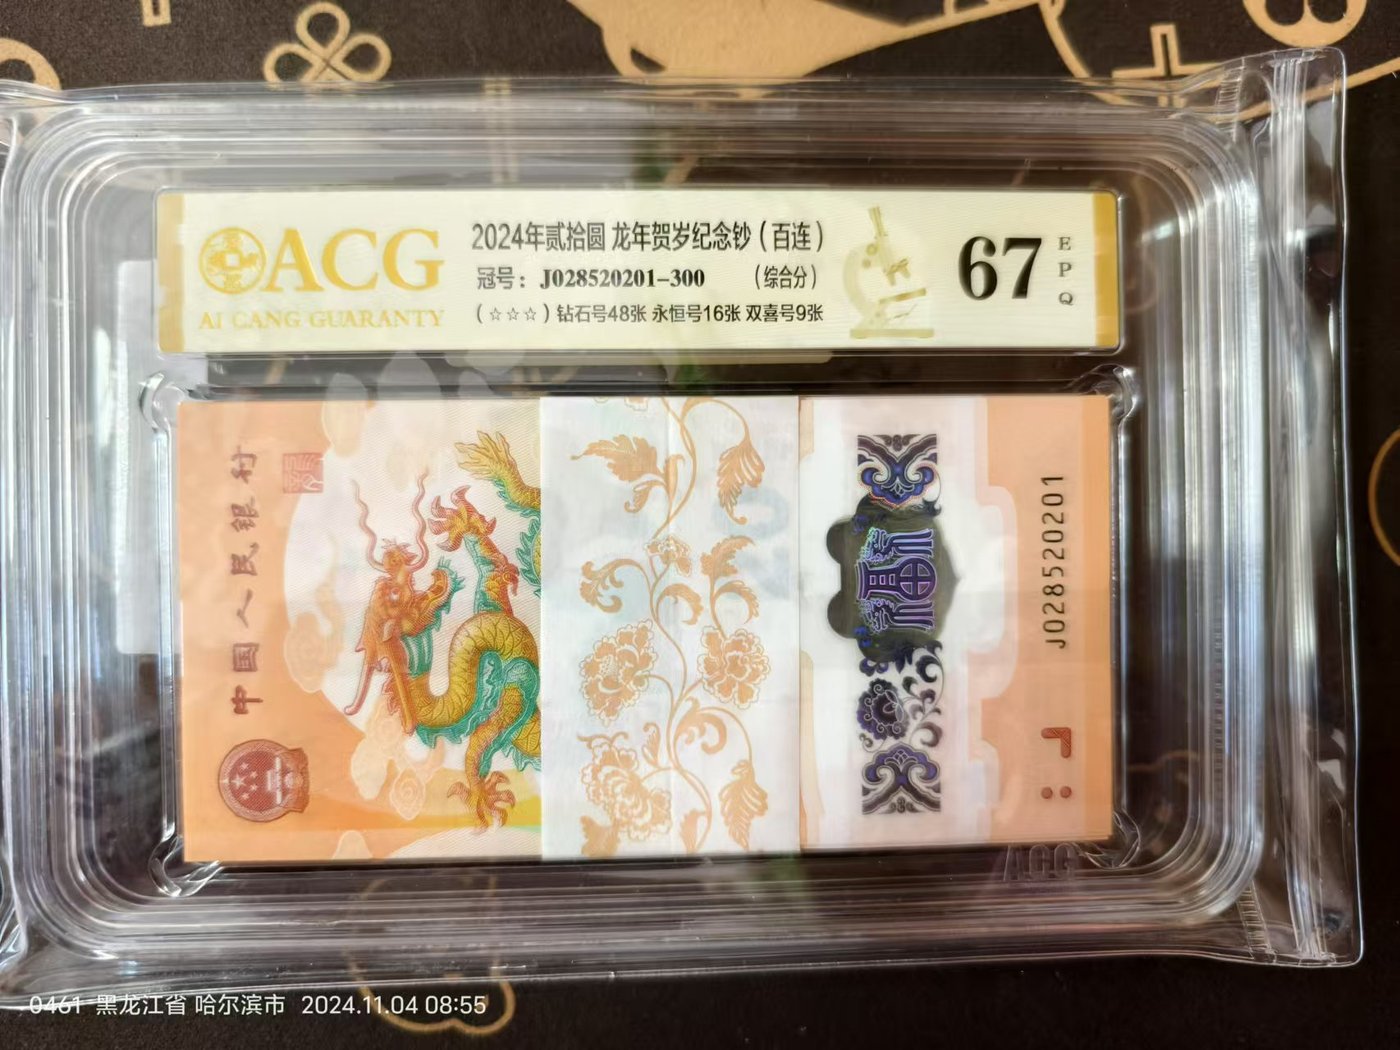 ACG
AI CANG GUARANTY
2024年贰拾圆 龙年贺岁纪念钞(百连)
冠号: J028520201-300 (综合分)
(☆☆☆)钻石号48张 永恒号16张 双喜号9张
67
EPQ
中国人民银行
福
J028520201
ACG
0461 黑龙江省 哈尔滨市 2024.11.04 08:55